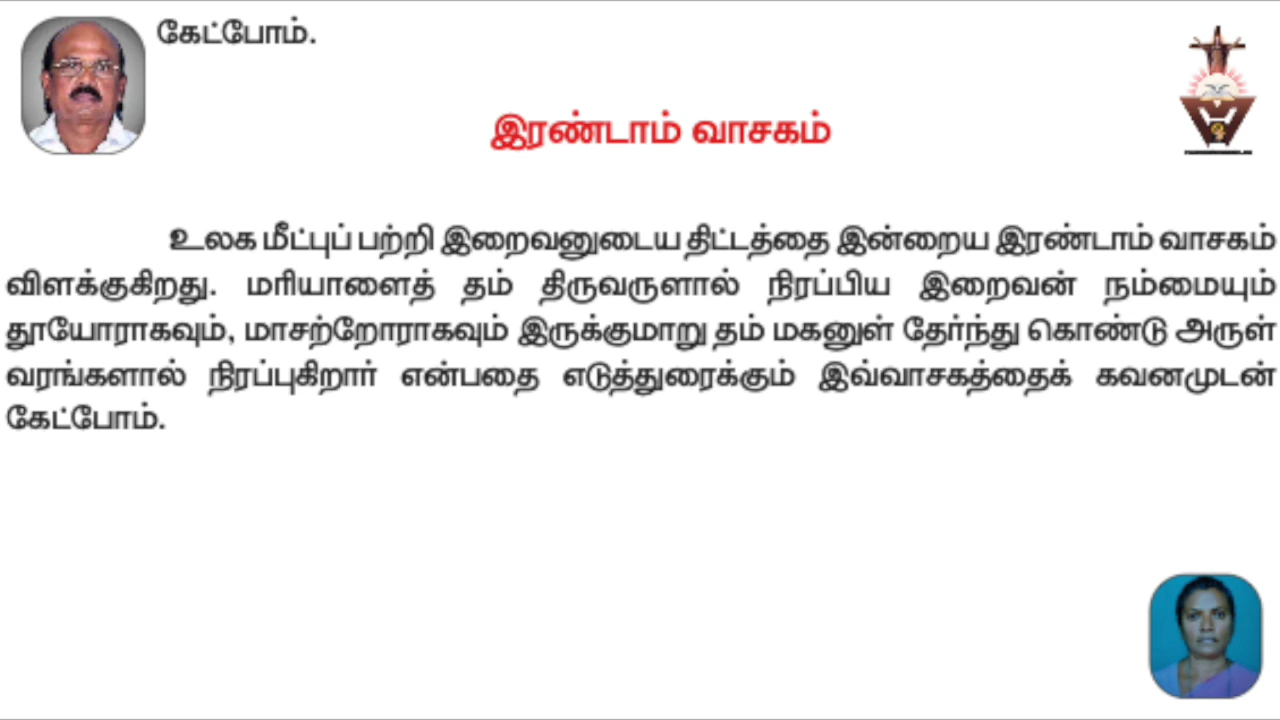 கேட்போம்.
இரண்டாம் வாசகம்
உலக மீட்புப் பற்றி இறைவனுடைய திட்டத்தை இன்றைய இரண்டாம் வாசகம்
விளக்குகிறது. மரியாளைத் தம் திருவருளால் நிரப்பிய இறைவன் நம்மையும்
தூயோராகவும், மாசற்றோராகவும் இருக்குமாறு தம் மகனுள் தேர்ந்து கொண்டு அருள்
வரங்களால் நிரப்புகிறார் என்பதை எடுத்துரைக்கும் இவ்வாசகத்தைக் கவனமுடன்
கேட்போம்.